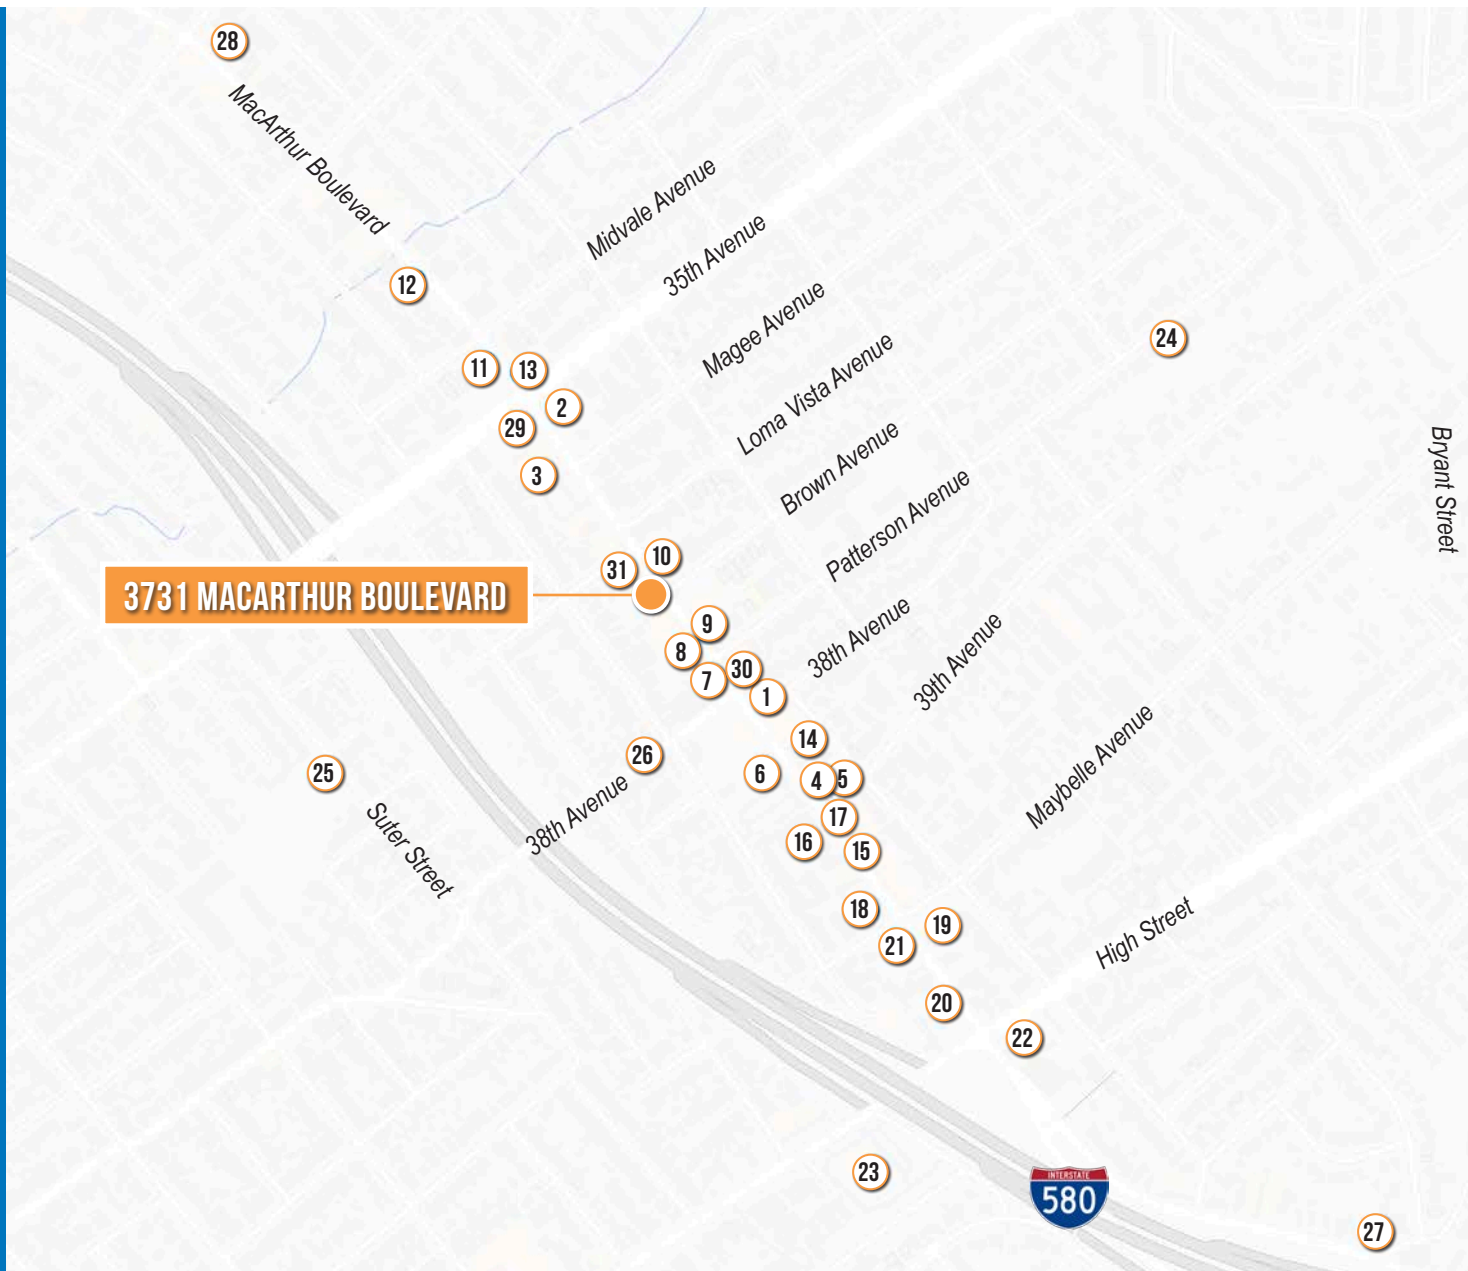 28
MacArthur Boulevard
Midvale Avenue
35th Avenue
12
Magee Avenue
24
Loma Vista Avenue
11
13
2
29
Brown Avenue
Bryant Street
3
Patterson Avenue
10
31
3731 MACARTHUR BOULEVARD
9
8
38th Avenue
39th Avenue
30
7
1
14
26
25
6
4
5
Maybelle Avenue
38th Avenue
17
Suter Street
16
15
18
19
High Street
21
20
22
23
INTERSTATE
580
27